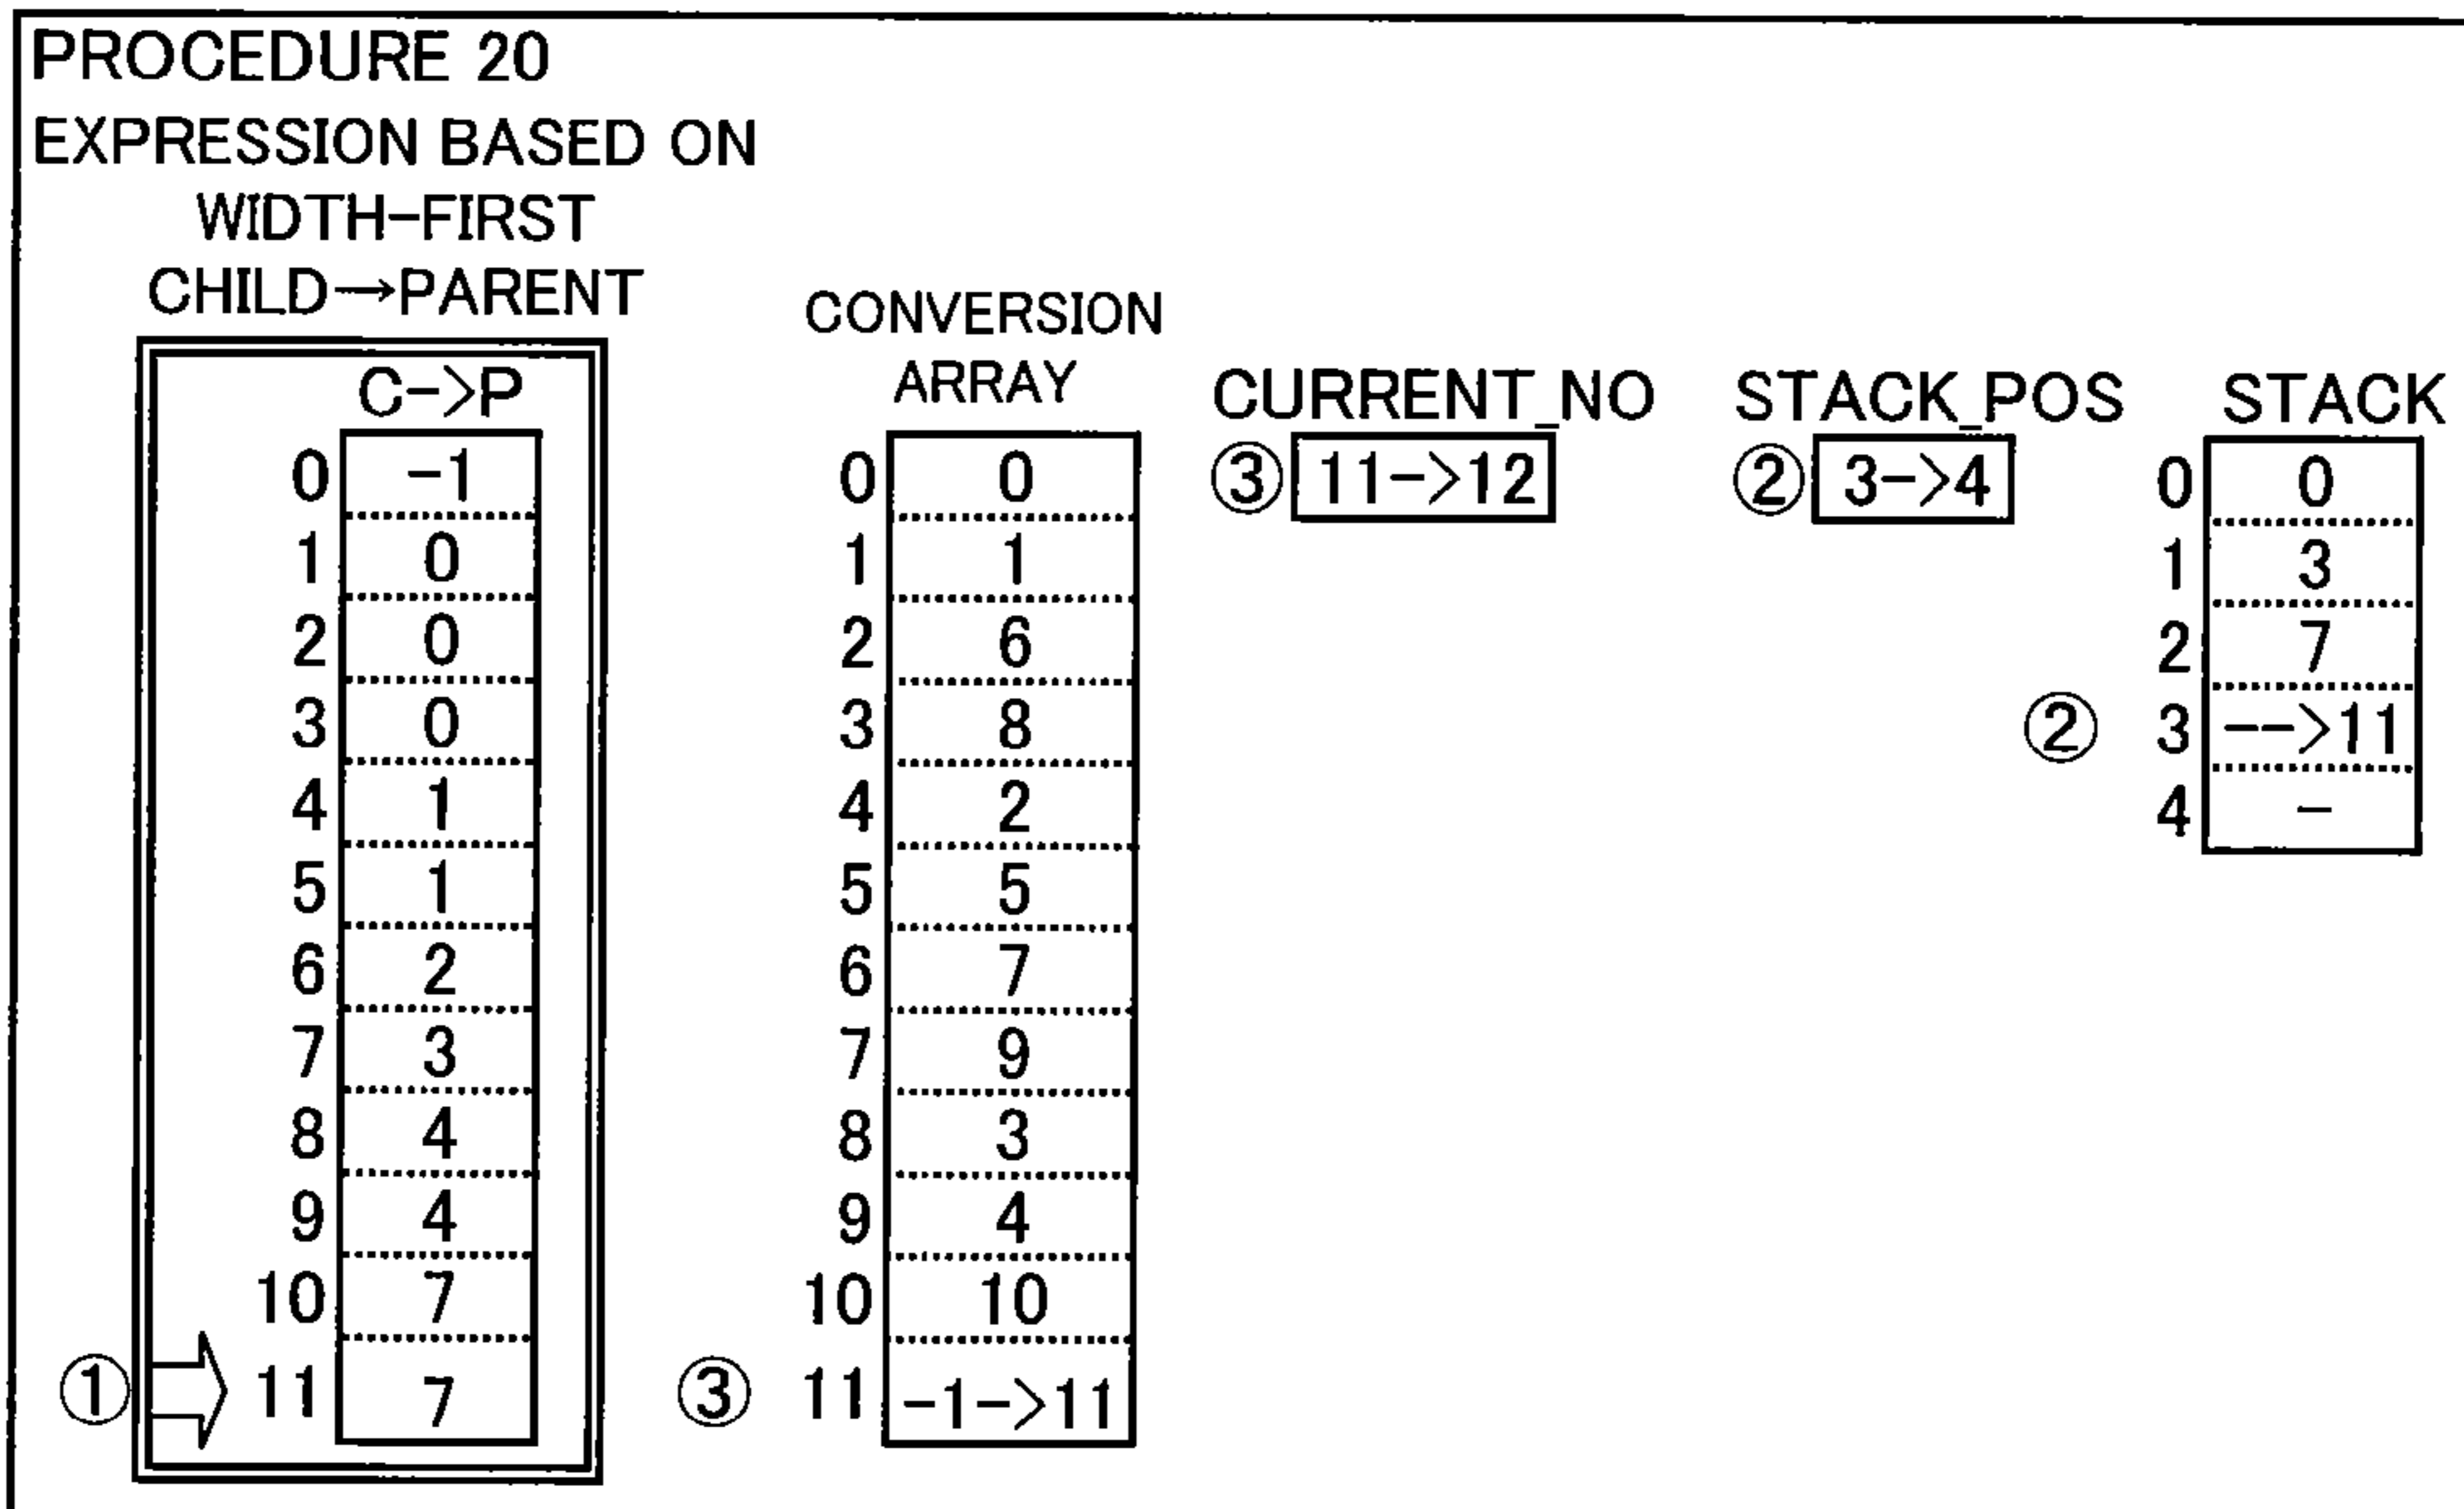 PROCEDURE 20
EXPRESSION BASED ON
WIDTH-FIRST
CHILD→PARENT
CONVERSION
ARRAY
C->P
CURRENT_NO STACK_POS STACK
0 -1 0 0 ③ 11->12 ② 3->4 0 0
1 0 1 1 1 3
2 0 2 6 2 7
3 0 3 8 ② 3 -->11
4 1 4 2 4 -
5 1 5 5
6 2 6 7
7 3 7 9
8 4 8 3
9 4 9 4
10 7 10 10
① 11 7 ③ 11 -1->11